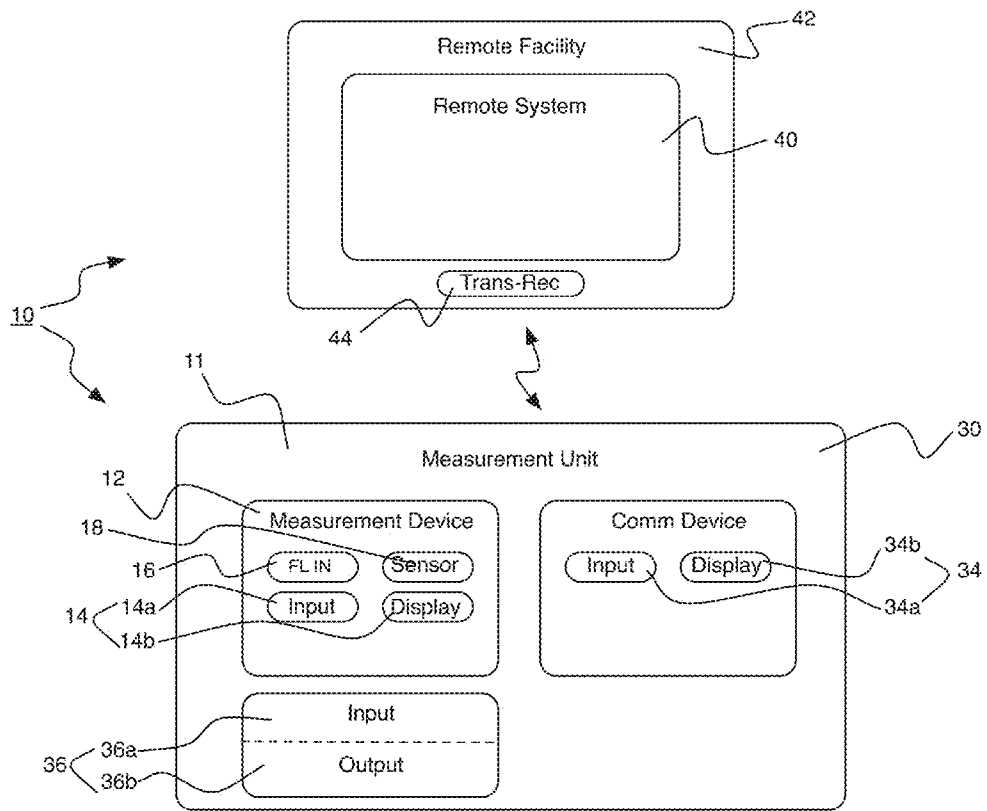 42
Remote Facility
Remote System
40
Trans-Rec
44
10
11
30
Measurement Unit
12
Measurement Device
Comm Device
18
16
FL IN
Sensor
Input
Display
34b
34
34a
14
14a
14b
Input
Display
Input
36
36a
36b
Output